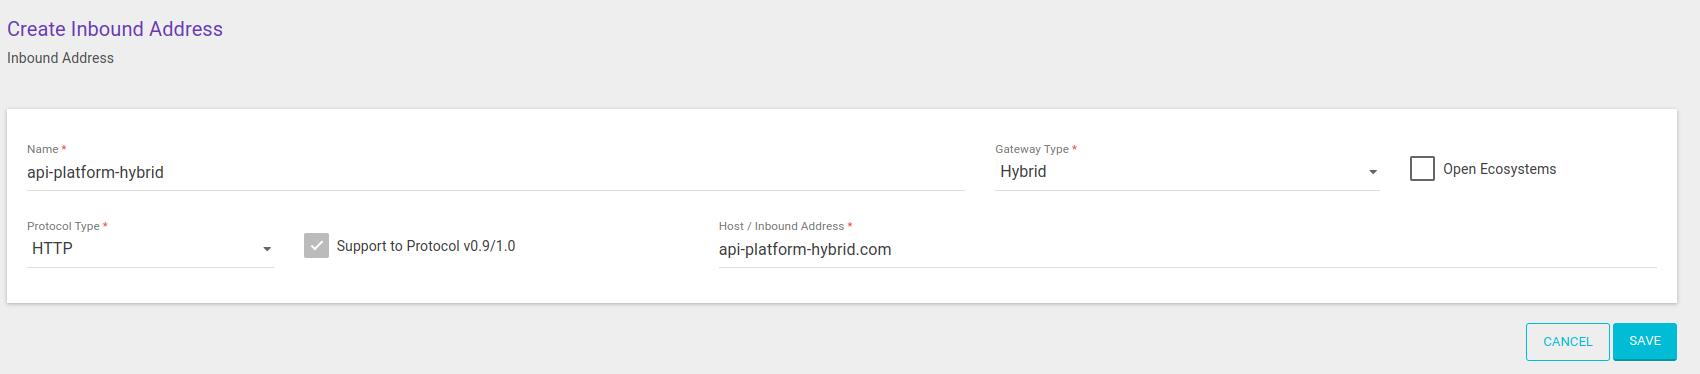 Create Inbound Address
Inbound Address
Name *
api-platform-hybrid
Gateway Type *
Hybrid
Open Ecosystems
Protocol Type *
HTTP
Support to Protocol v0.9/1.0
Host / Inbound Address *
api-platform-hybrid.com
CANCEL
SAVE